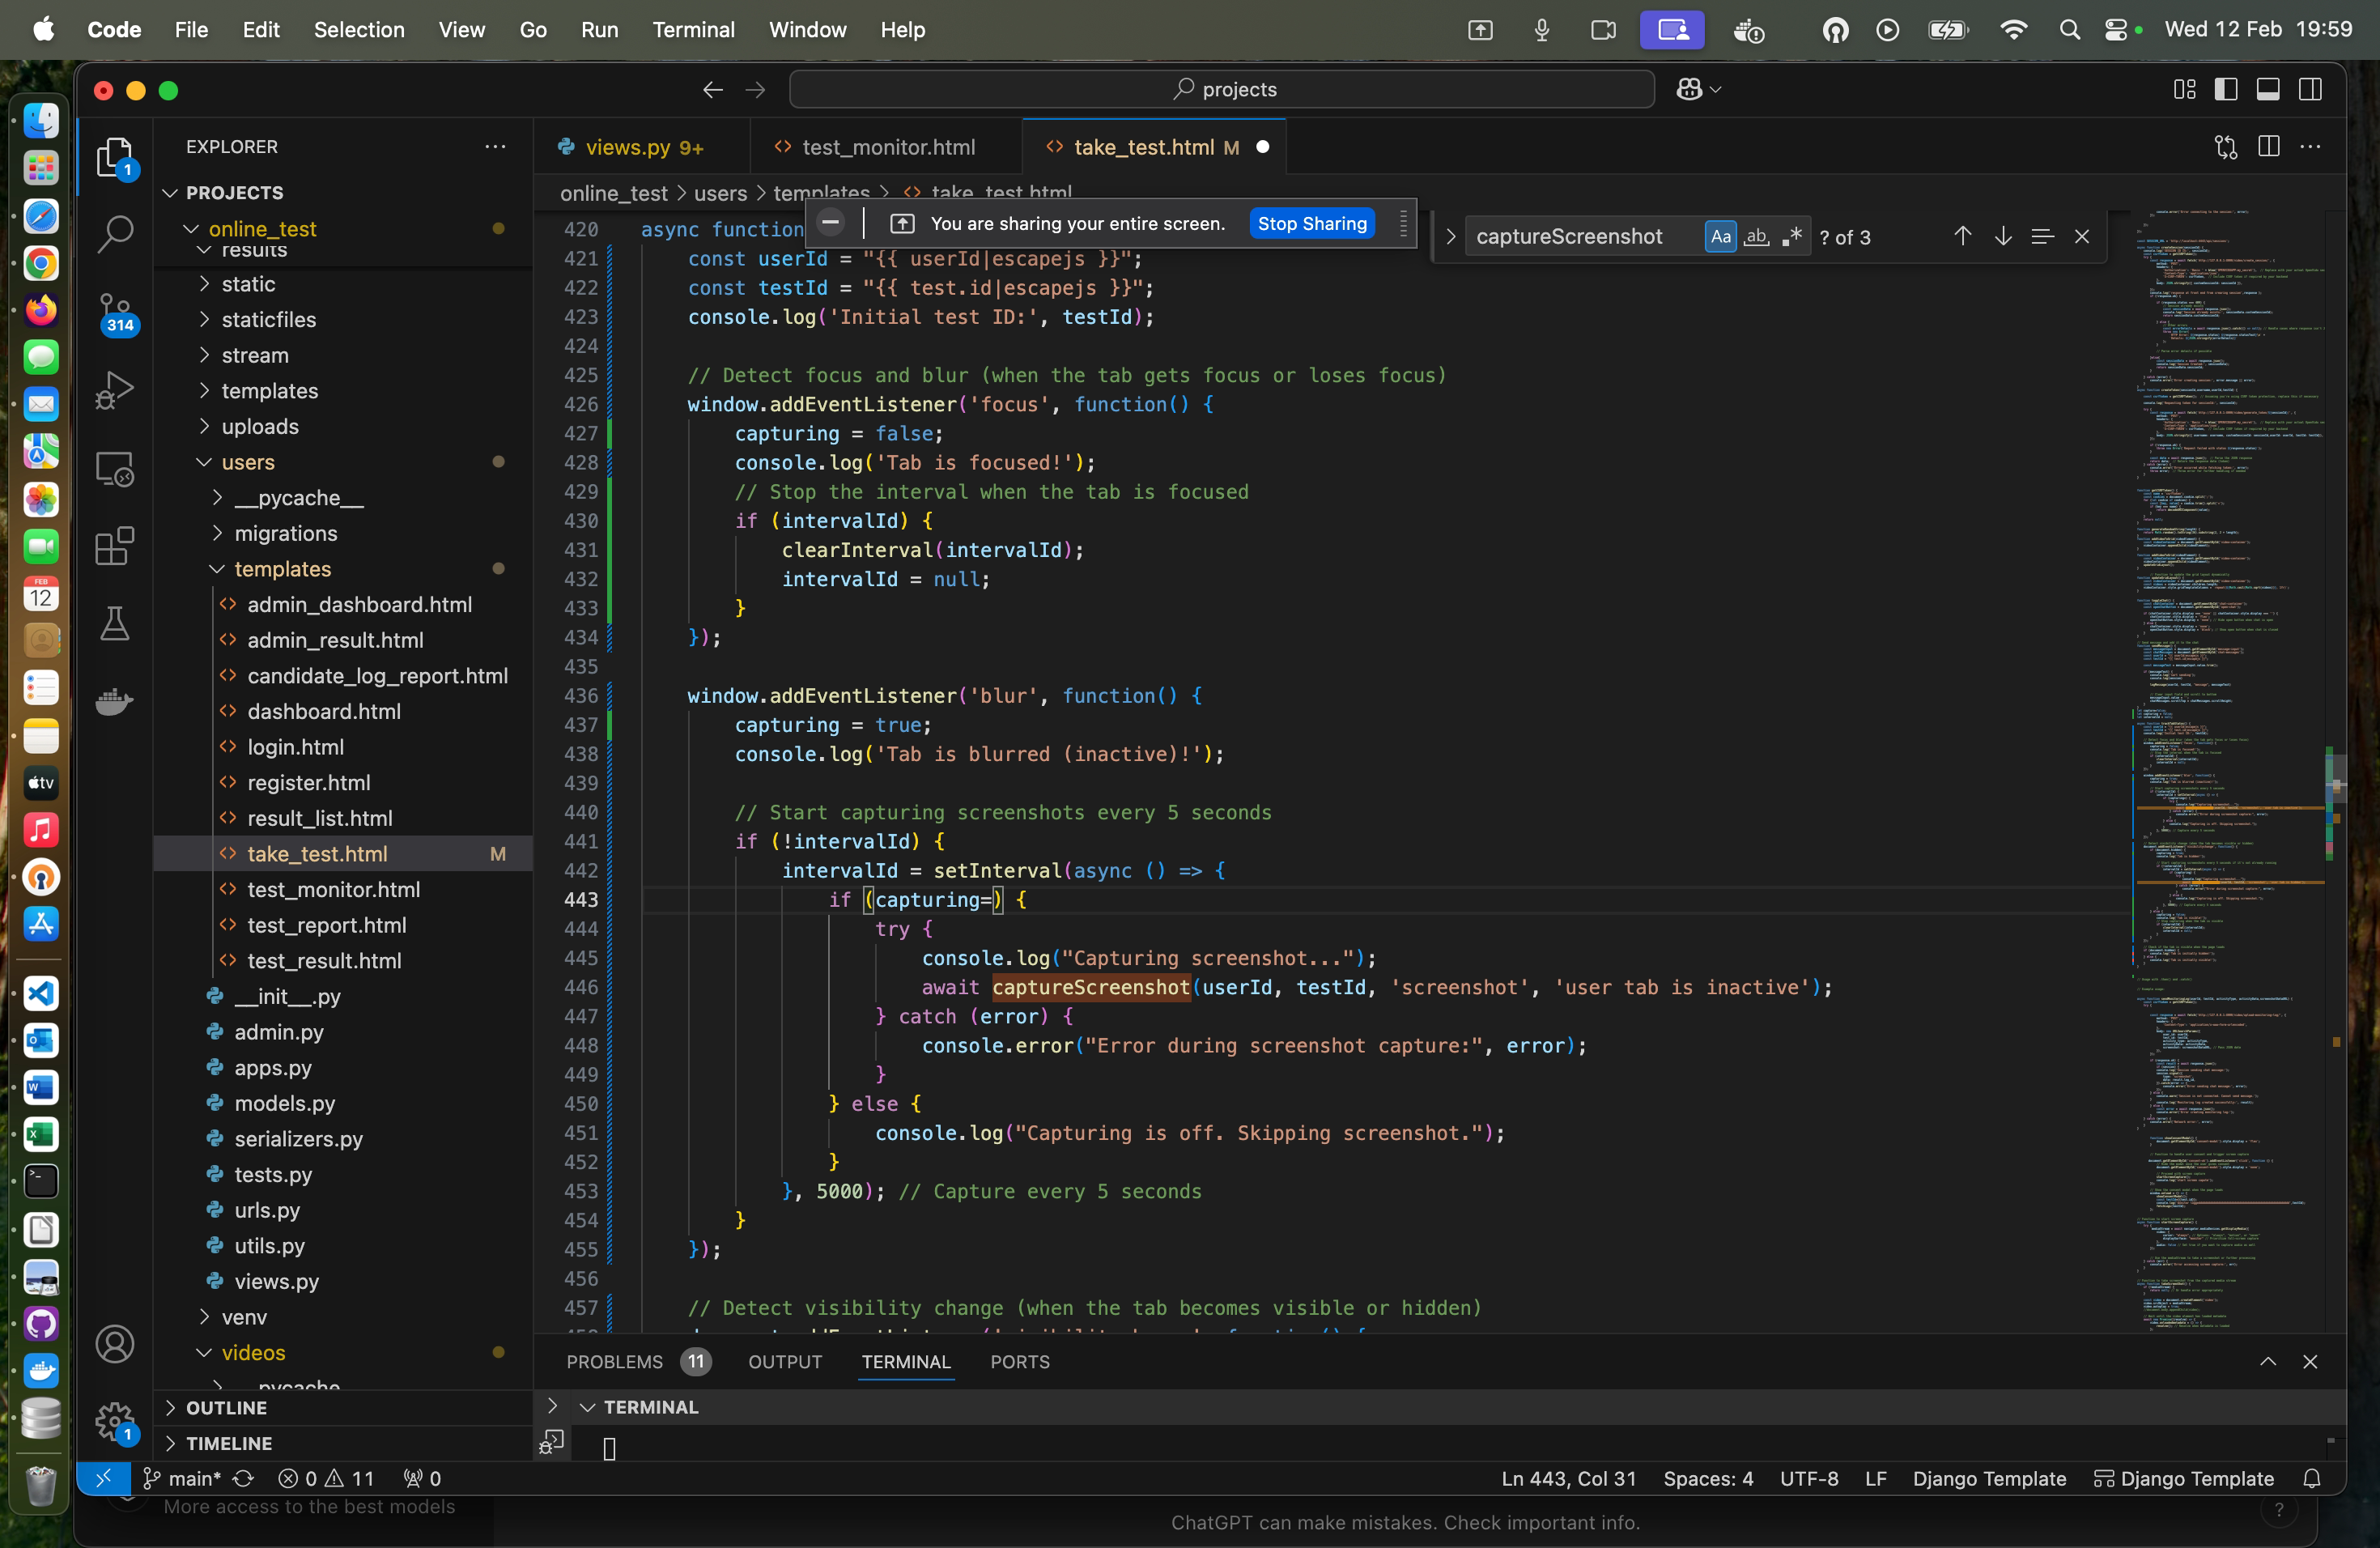 Code File Edit Selection View Go Run Terminal Window Help Wed 12 Feb 19:59
projects
EXPLORER
PROJECTS
online_test
results
static
staticfiles
stream
templates
uploads
users
__pycache__
migrations
templates
admin_dashboard.html
admin_result.html
candidate_log_report.html
dashboard.html
login.html
register.html
result_list.html
take_test.html M
test_monitor.html
test_report.html
test_result.html
__init__.py
admin.py
apps.py
models.py
serializers.py
tests.py
urls.py
utils.py
views.py
venv
videos
__pycache__
OUTLINE
TIMELINE
1
314
1
FEB
12
tv
views.py 9+ test_monitor.html take_test.html M
online_test > users > templates > take_test.html
You are sharing your entire screen. Stop Sharing
captureScreenshot Aa ab .* ? of 3
420 async function
421 const userId = "{{ userId|escapejs }}";
422 const testId = "{{ test.id|escapejs }}";
423 console.log('Initial test ID:', testId);
424
425 // Detect focus and blur (when the tab gets focus or loses focus)
426 window.addEventListener('focus', function() {
427 capturing = false;
428 console.log('Tab is focused!');
429 // Stop the interval when the tab is focused
430 if (intervalId) {
431 clearInterval(intervalId);
432 intervalId = null;
433 }
434 });
435
436 window.addEventListener('blur', function() {
437 capturing = true;
438 console.log('Tab is blurred (inactive)!');
439
440 // Start capturing screenshots every 5 seconds
441 if (!intervalId) {
442 intervalId = setInterval(async () => {
443 if (capturing=) {
444 try {
445 console.log("Capturing screenshot...");
446 await captureScreenshot(userId, testId, 'screenshot', 'user tab is inactive');
447 } catch (error) {
448 console.error("Error during screenshot capture:", error);
449 }
450 } else {
451 console.log("Capturing is off. Skipping screenshot.");
452 }
453 }, 5000); // Capture every 5 seconds
454 }
455 });
456
457 // Detect visibility change (when the tab becomes visible or hidden)
PROBLEMS 11 OUTPUT TERMINAL PORTS
TERMINAL
main* 0 11 0 Ln 443, Col 31 Spaces: 4 UTF-8 LF Django Template Django Template
More access to the best models
ChatGPT can make mistakes. Check important info.
?